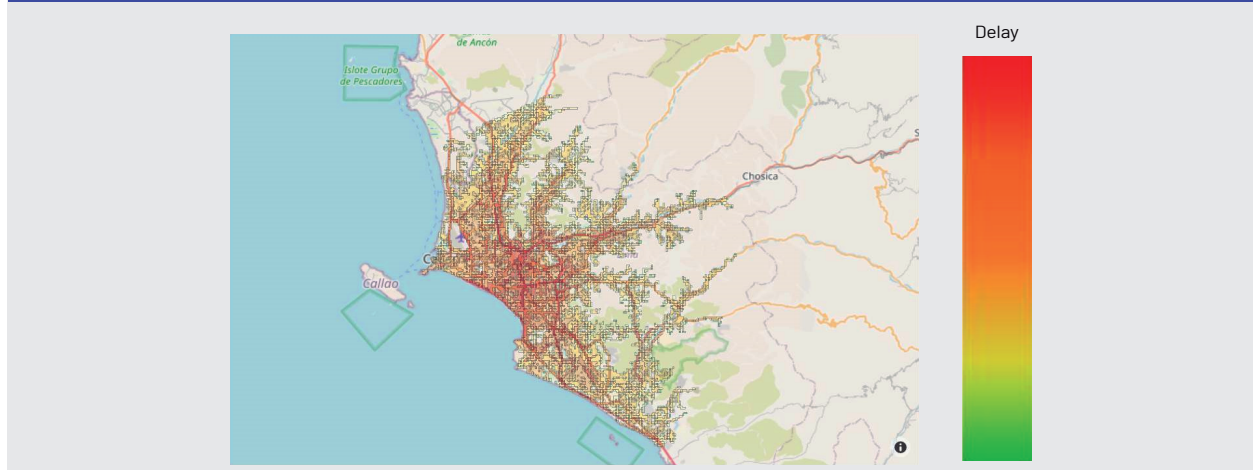 Delay
de Ancón
Islote Grupo
de Pescadores
Chosica
Callao